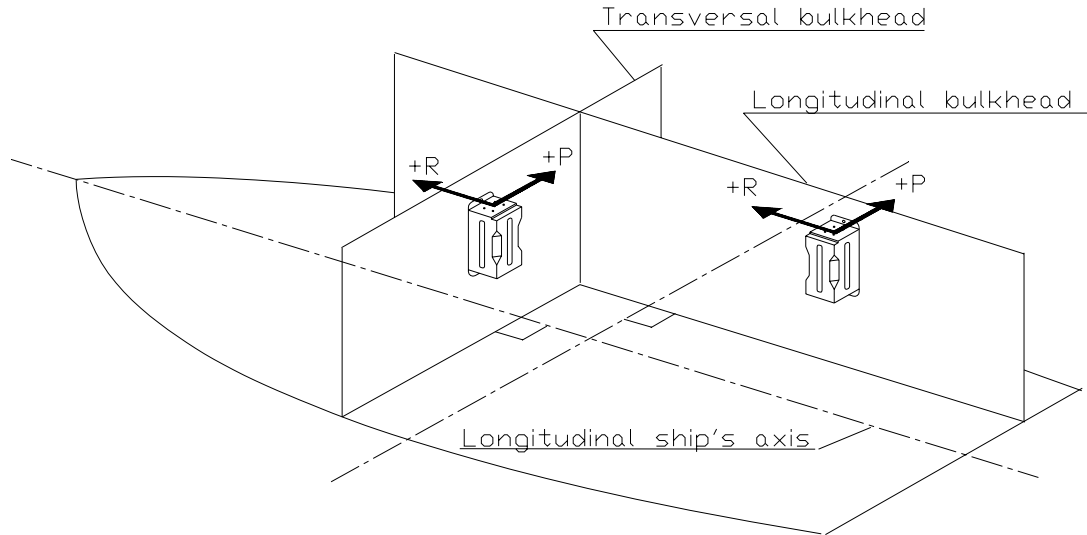 Transversal bulkhead
Longitudinal bulkhead
+R
+P
+R
+P
Longitudinal ship's axis